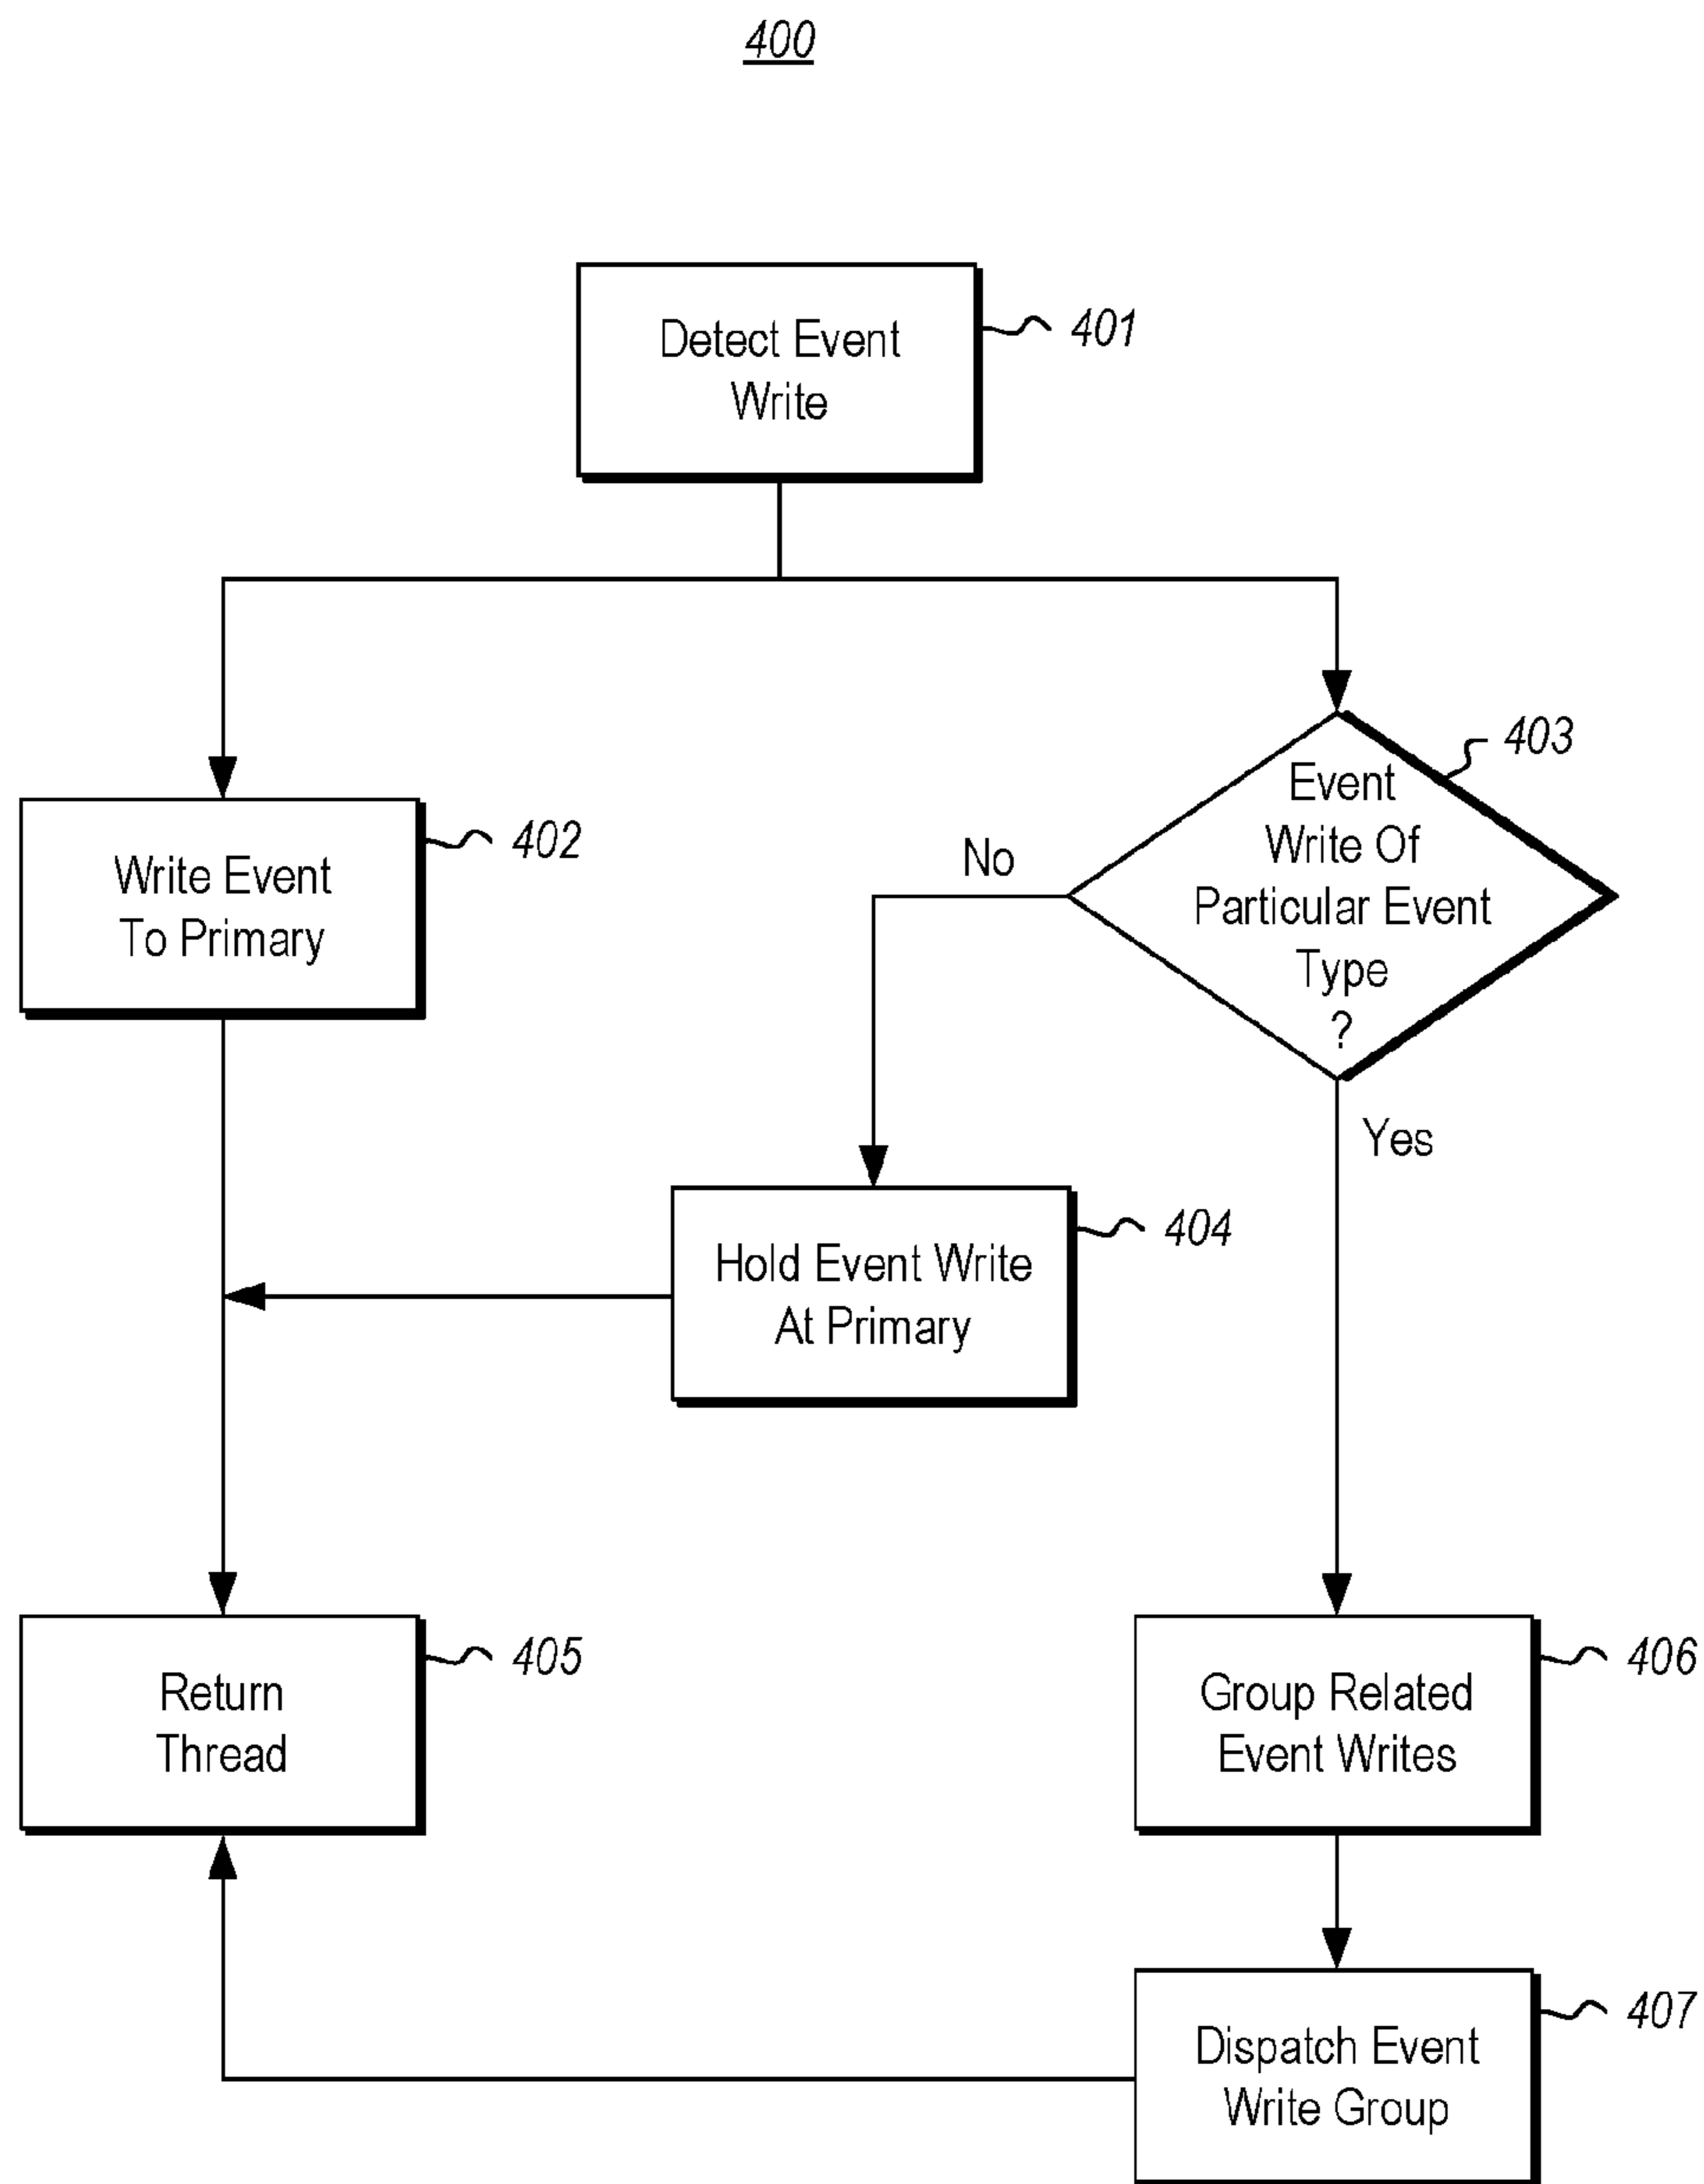 400
Detect Event
Write
401
Write Event
To Primary
402
Event
Write Of
Particular Event
Type
?
403
No
Yes
Hold Event Write
At Primary
404
Return
Thread
405
Group Related
Event Writes
406
Dispatch Event
Write Group
407